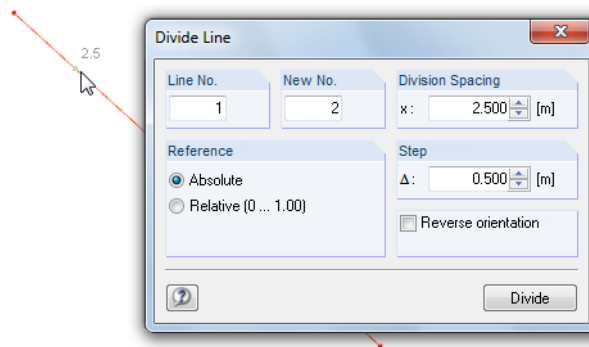 2.5
Divide Line
Line No.
1
New No.
2
Division Spacing
x: 2.500 [m]
Reference
Absolute
Relative (0 ... 1.00)
Step
Δ: 0.500 [m]
Reverse orientation
?
Divide